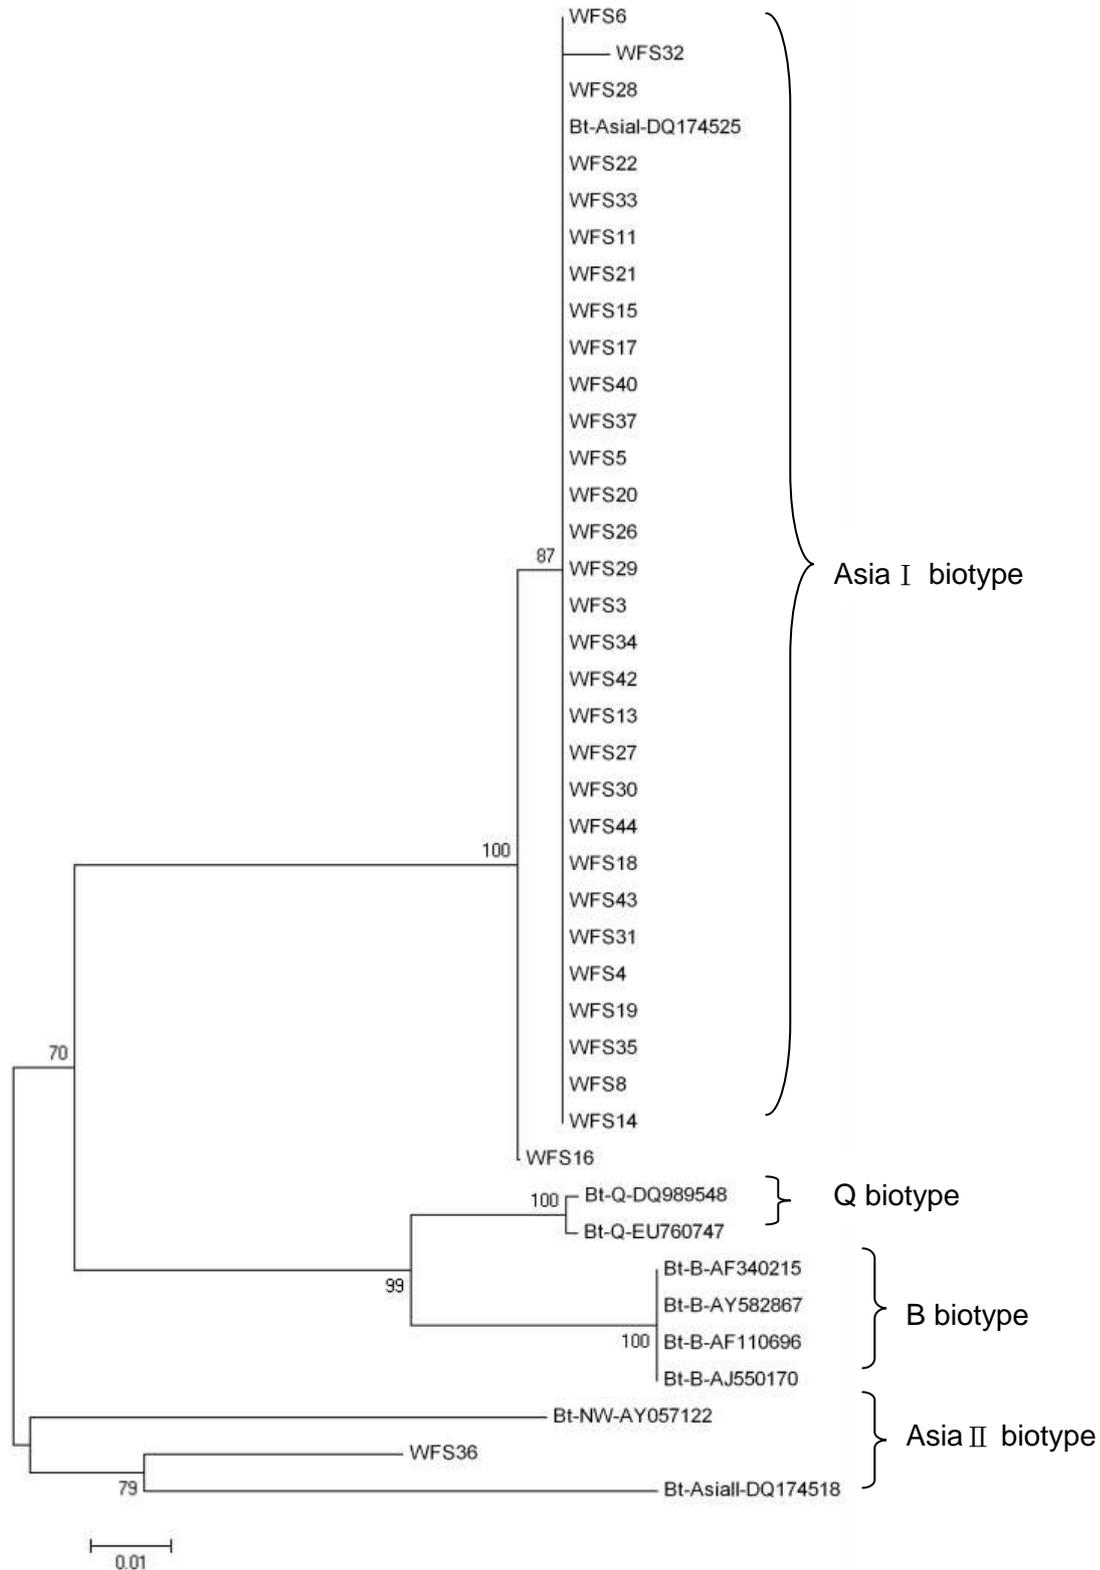 WFS6
WFS32
WFS28
Bt-AsiaI-DQ174525
WFS22
WFS33
WFS11
WFS21
WFS15
WFS17
WFS40
WFS37
WFS5
WFS20
WFS26
87
WFS29
Asia Ⅰ biotype
WFS3
WFS34
WFS42
WFS13
WFS27
WFS30
WFS44
100
WFS18
WFS43
WFS31
WFS4
WFS19
70
WFS35
WFS8
WFS14
WFS16
100
Bt-Q-DQ989548
Q biotype
Bt-Q-EU760747
99
Bt-B-AF340215
Bt-B-AY582867
B biotype
100
Bt-B-AF110696
Bt-B-AJ550170
Bt-NW-AY057122
Asia Ⅱ biotype
WFS36
79
Bt-AsiaII-DQ174518
0.01